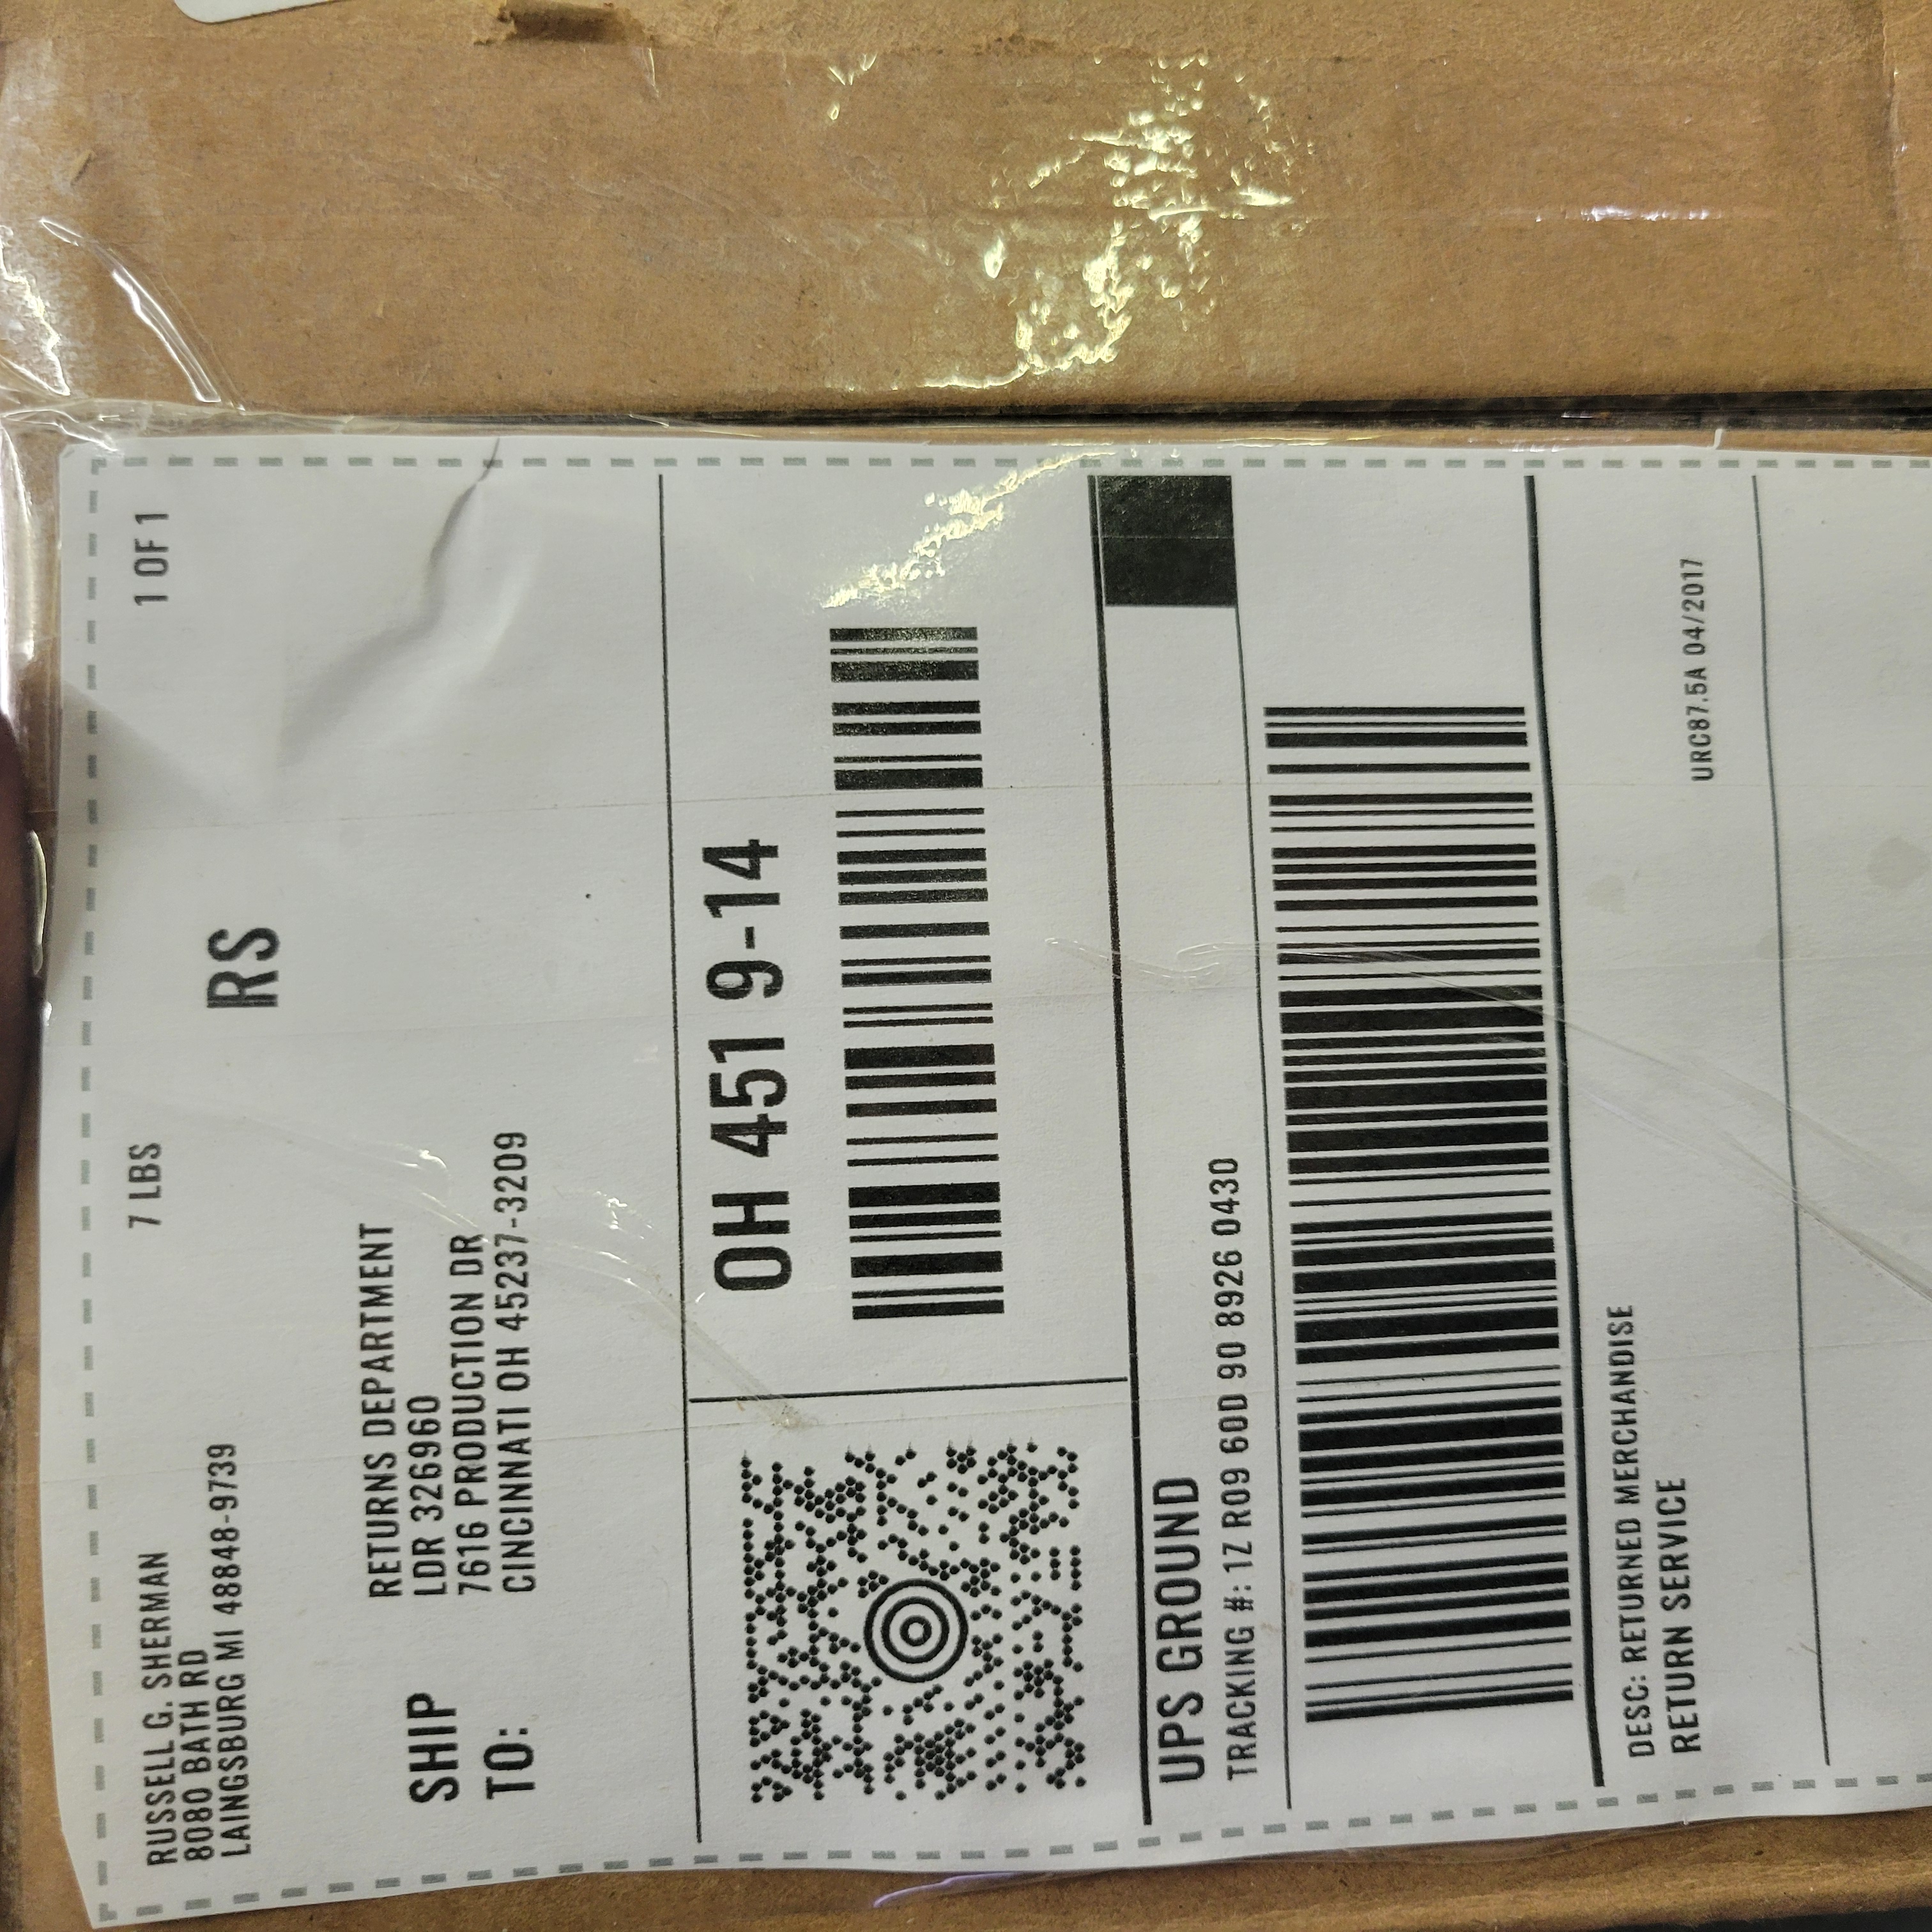 RUSSELL G. SHERMAN
8080 BATH RD
LAINGSBURG MI 48848-9739
7 LBS
1 OF 1
RS
SHIP
TO:
RETURNS DEPARTMENT
LDR 326960
7616 PRODUCTION DR
CINCINNATI OH 45237-3209
OH 451 9-14
UPS GROUND
TRACKING #: 1Z R09 60D 90 8926 0430
DESC: RETURNED MERCHANDISE
RETURN SERVICE
URC87.5A 04/2017